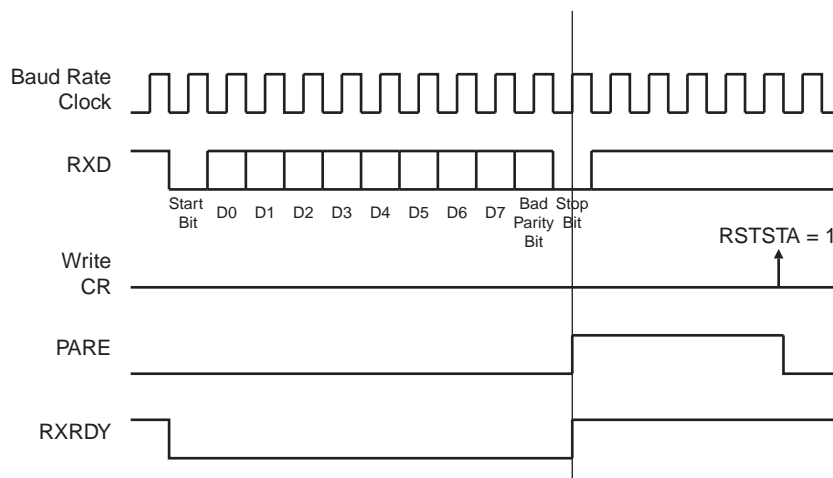 Baud Rate
Clock
RXD
Start
Bit
D0 D1 D2 D3 D4 D5 D6 D7
Bad
Parity
Bit
Stop
Bit
RSTSTA = 1
Write
CR
PARE
RXRDY